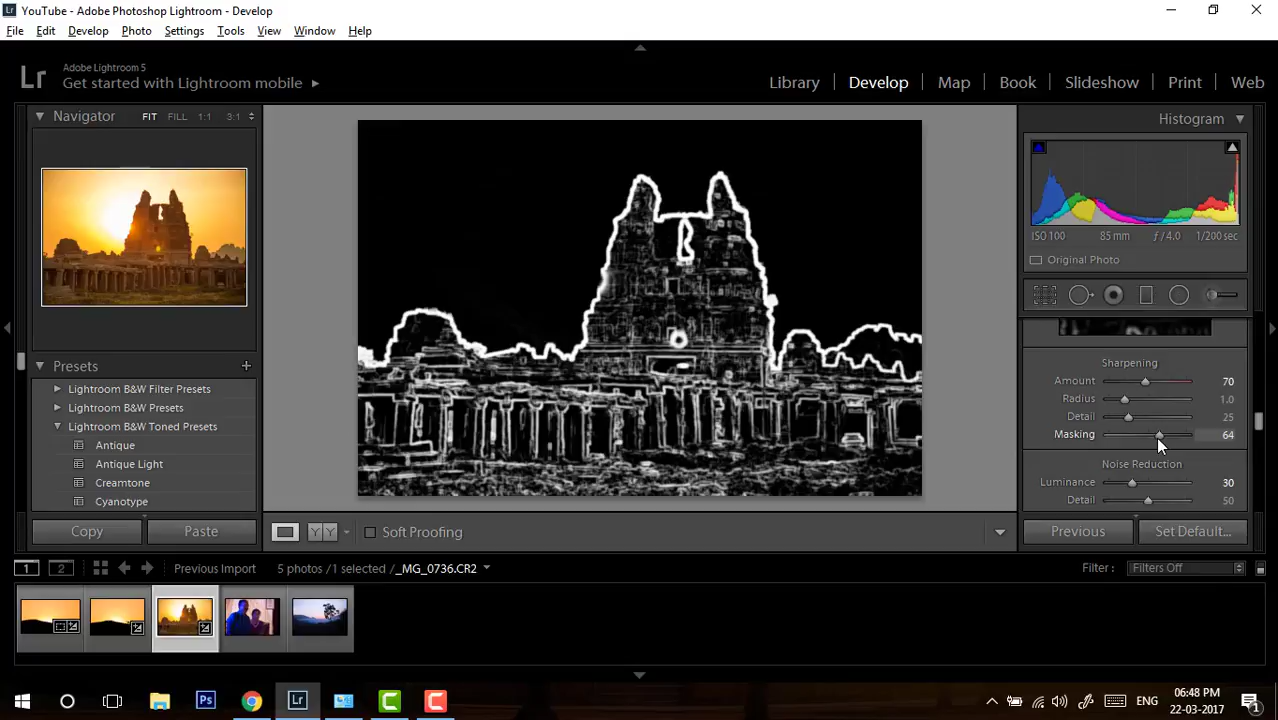 Lr YouTube - Adobe Photoshop Lightroom - Develop
File Edit Develop Photo Settings Tools View Window Help
Lr
Adobe Lightroom 5
Get started with Lightroom mobile
Library Develop Map Book Slideshow Print Web
Navigator FIT FILL 1:1 3:1
Histogram
ISO 100 85 mm ƒ / 4.0 1/200 sec
Original Photo
Presets
Lightroom B&W Filter Presets
Lightroom B&W Presets
Lightroom B&W Toned Presets
Antique
Antique Light
Creamtone
Cyanotype
Sharpening
Amount 70
Radius 1.0
Detail 25
Masking 64
Noise Reduction
Luminance 30
Detail 50
Copy Paste
Y Y Soft Proofing
Previous Set Default...
1 2 Previous Import 5 photos / 1 selected / _MG_0736.CR2
Filter : Filters Off
Ps Lr C C
ENG
06:48 PM
22-03-2017
1